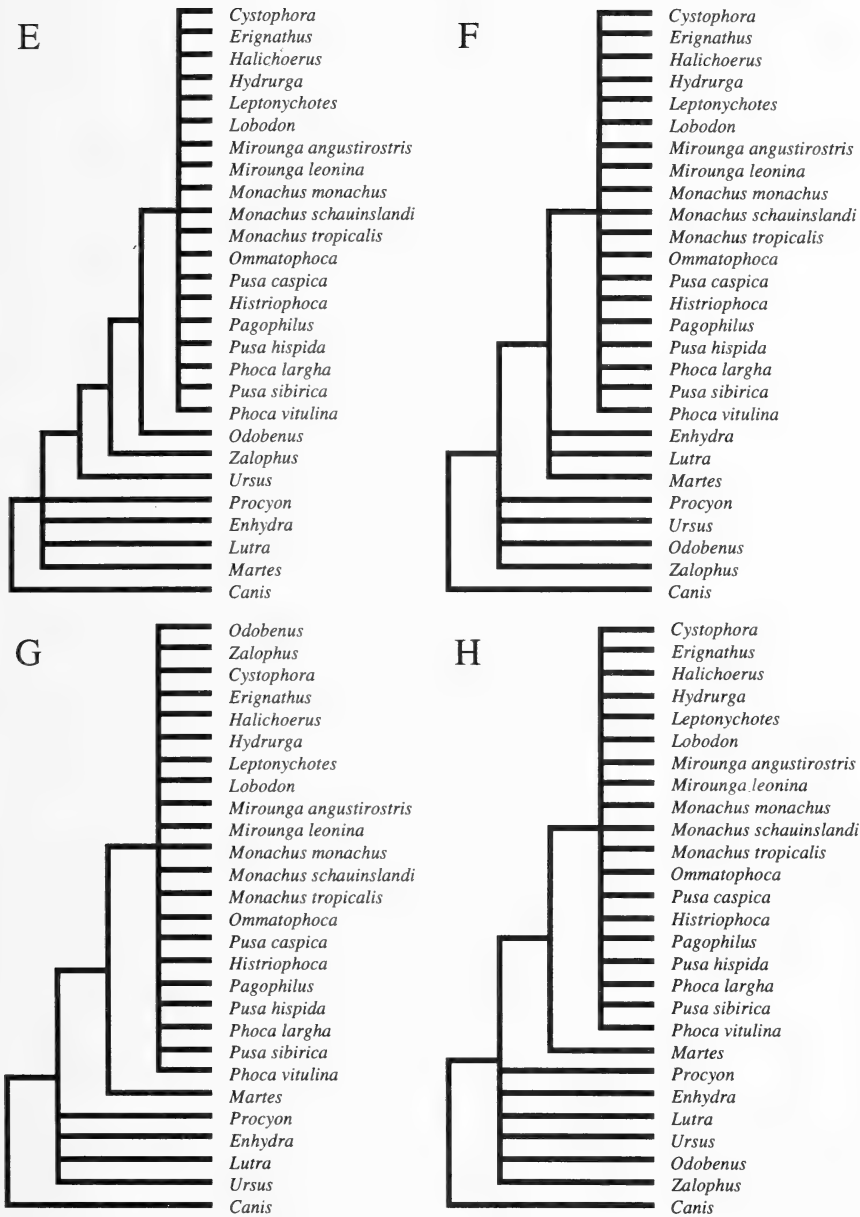 E
Cystophora
Erignathus
Halichoerus
Hydrurga
Leptonychotes
Lobodon
Mirounga angustirostris
Mirounga leonina
Monachus monachus
Monachus schauinslandi
Monachus tropicalis
Ommatophoca
Pusa caspica
Histriophoca
Pagophilus
Pusa hispida
Phoca largha
Pusa sibirica
Phoca vitulina
Odobenus
Zalophus
Ursus
Procyon
Enhydra
Lutra
Martes
Canis
F
Cystophora
Erignathus
Halichoerus
Hydrurga
Leptonychotes
Lobodon
Mirounga angustirostris
Mirounga leonina
Monachus monachus
Monachus schauinslandi
Monachus tropicalis
Ommatophoca
Pusa caspica
Histriophoca
Pagophilus
Pusa hispida
Phoca largha
Pusa sibirica
Phoca vitulina
Enhydra
Lutra
Martes
Procyon
Ursus
Odobenus
Zalophus
Canis
G
Odobenus
Zalophus
Cystophora
Erignathus
Halichoerus
Hydrurga
Leptonychotes
Lobodon
Mirounga angustirostris
Mirounga leonina
Monachus monachus
Monachus schauinslandi
Monachus tropicalis
Ommatophoca
Pusa caspica
Histriophoca
Pagophilus
Pusa hispida
Phoca largha
Pusa sibirica
Phoca vitulina
Martes
Procyon
Enhydra
Lutra
Ursus
Canis
H
Cystophora
Erignathus
Halichoerus
Hydrurga
Leptonychotes
Lobodon
Mirounga angustirostris
Mirounga leonina
Monachus monachus
Monachus schauinslandi
Monachus tropicalis
Ommatophoca
Pusa caspica
Histriophoca
Pagophilus
Pusa hispida
Phoca largha
Pusa sibirica
Phoca vitulina
Martes
Procyon
Enhydra
Lutra
Ursus
Odobenus
Zalophus
Canis